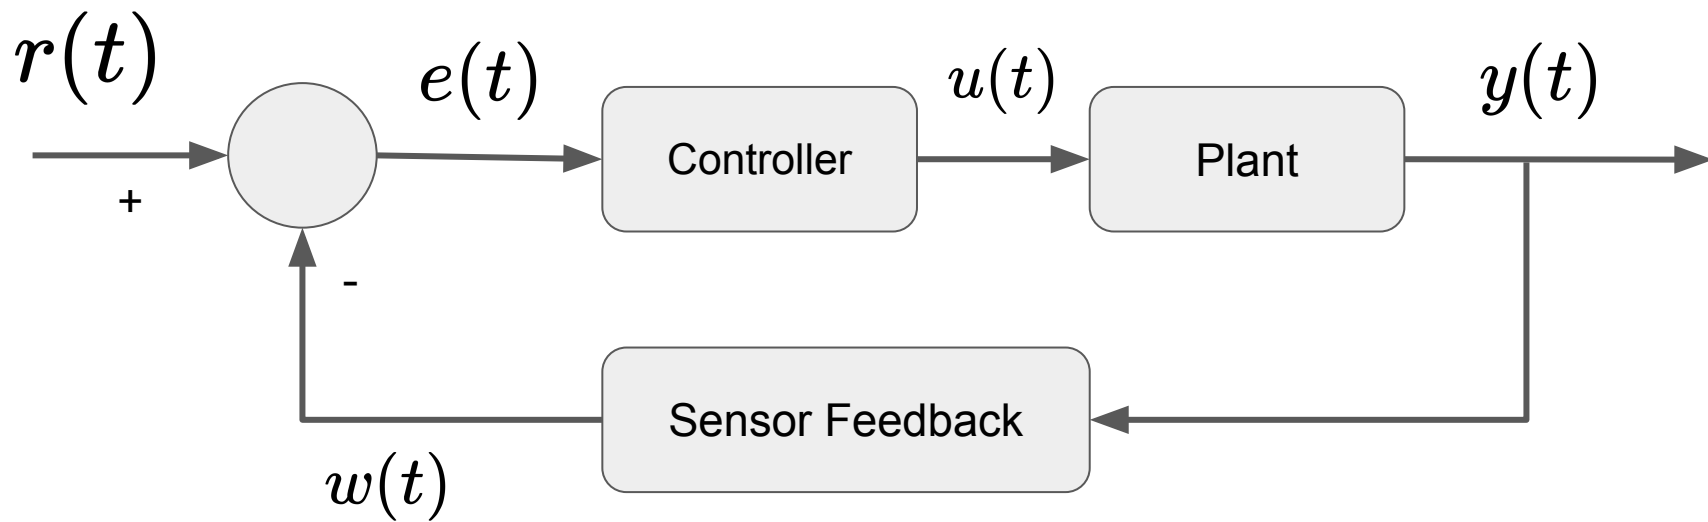 r(t)
e(t)
u(t)
y(t)
Controller
Plant
+
-
Sensor Feedback
w(t)